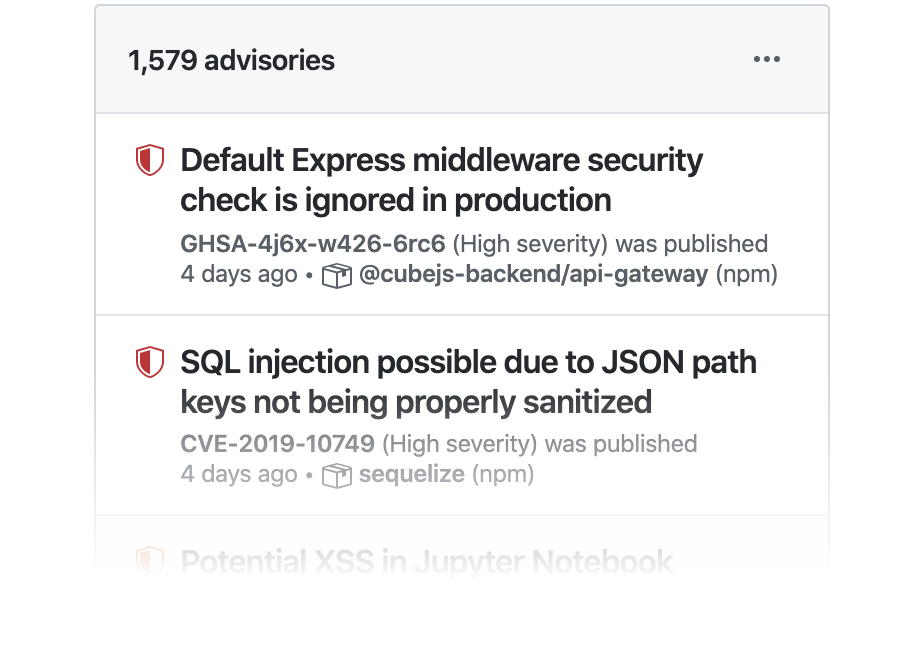 1,579 advisories
Default Express middleware security
check is ignored in production
GHSA-4j6x-w426-6rc6 (High severity) was published
4 days ago • @cubejs-backend/api-gateway (npm)
SQL injection possible due to JSON path
keys not being properly sanitized
CVE-2019-10749 (High severity) was published
4 days ago • sequelize (npm)
Potential XSS in Jupyter Notebook